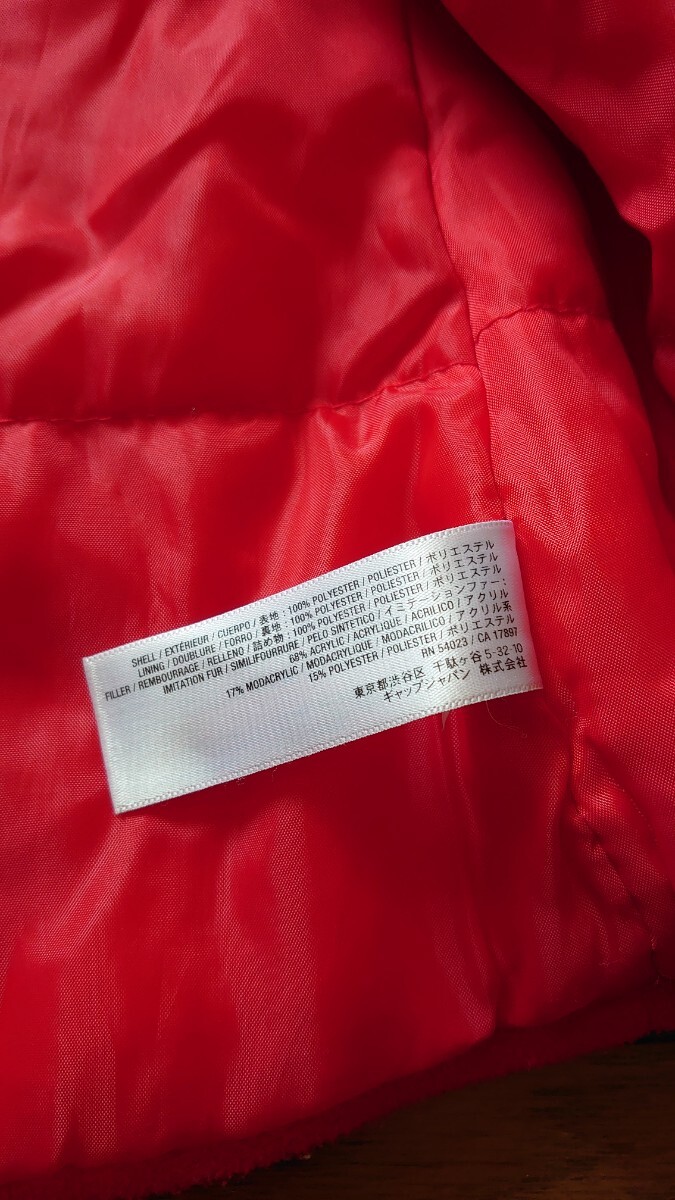 SHELL / EXTÉRIEUR / CUERPO / 表地 : 100% POLYESTER / POLIESTER / ポリエステル
LINING / DOUBLURE / FORRO / 裏地 : 100% POLYESTER / POLIESTER / ポリエステル
FILLER / REMBOURRAGE / RELLENO / 詰め物 : 100% POLYESTER / POLIESTER / ポリエステル
IMITATION FUR / SIMILIFOURRURE / PELO SINTETICO / イミテーションファー :
68% ACRYLIC / ACRYLIQUE / ACRILICO / アクリル
17% MODACRYLIC / MODACRYLIQUE / MODACRILICO / アクリル系
15% POLYESTER / POLIESTER / ポリエステル
RN 54023 / CA 17897
東京都渋谷区 千駄ヶ谷 5-32-10
ギャップジャパン 株式会社